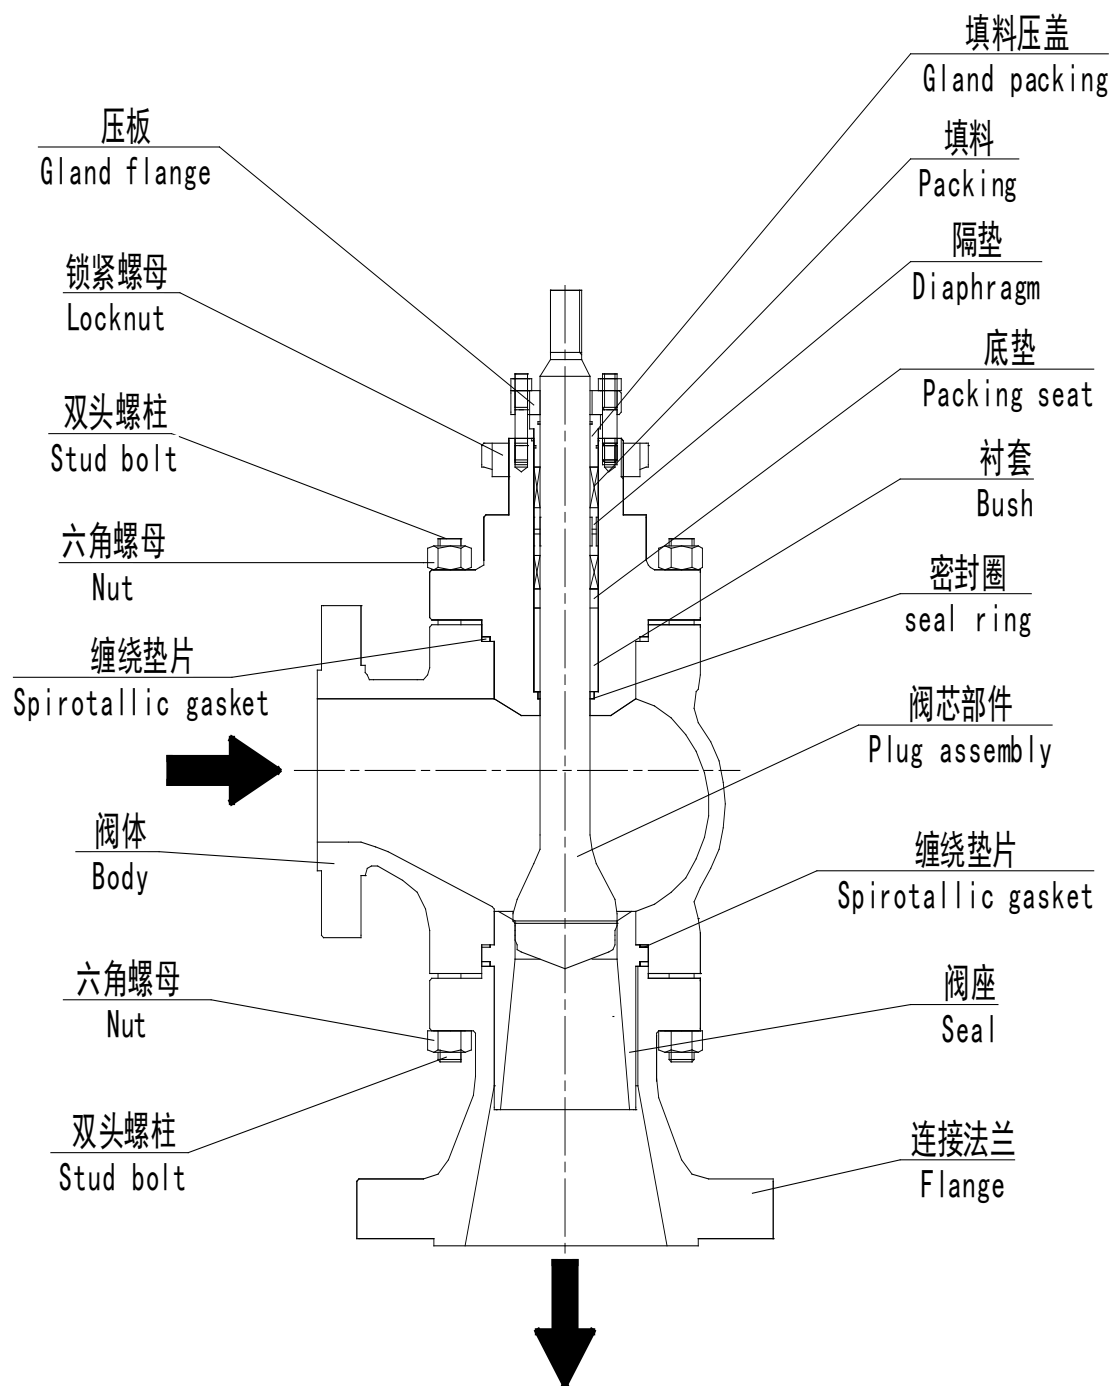 填料压盖
Gland packing
压板
Gland flange
填料
Packing
隔垫
Diaphragm
锁紧螺母
Locknut
底垫
Packing seat
双头螺柱
Stud bolt
衬套
Bush
六角螺母
Nut
密封圈
seal ring
缠绕垫片
Spirotallic gasket
阀芯部件
Plug assembly
阀体
Body
缠绕垫片
Spirotallic gasket
六角螺母
Nut
阀座
Seal
双头螺柱
Stud bolt
连接法兰
Flange